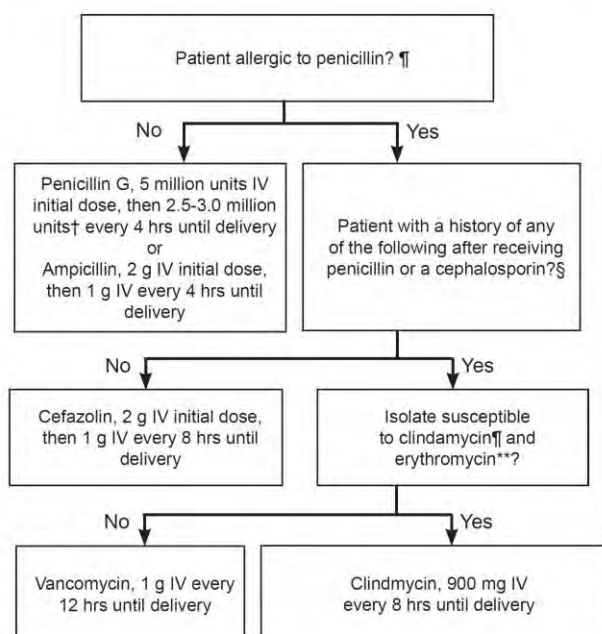 Patient allergic to penicillin? ¶
No
Yes
Penicillin G, 5 million units IV
initial dose, then 2.5-3.0 million
units† every 4 hrs until delivery
or
Ampicillin, 2 g IV initial dose,
then 1 g IV every 4 hrs until
delivery
Patient with a history of any
of the following after receiving
penicillin or a cephalosporin?§
No
Yes
Cefazolin, 2 g IV initial dose,
then 1 g IV every 8 hrs until
delivery
Isolate susceptible
to clindamycin¶ and
erythromycin**?
No
Yes
Vancomycin, 1 g IV every
12 hrs until delivery
Clindmycin, 900 mg IV
every 8 hrs until delivery